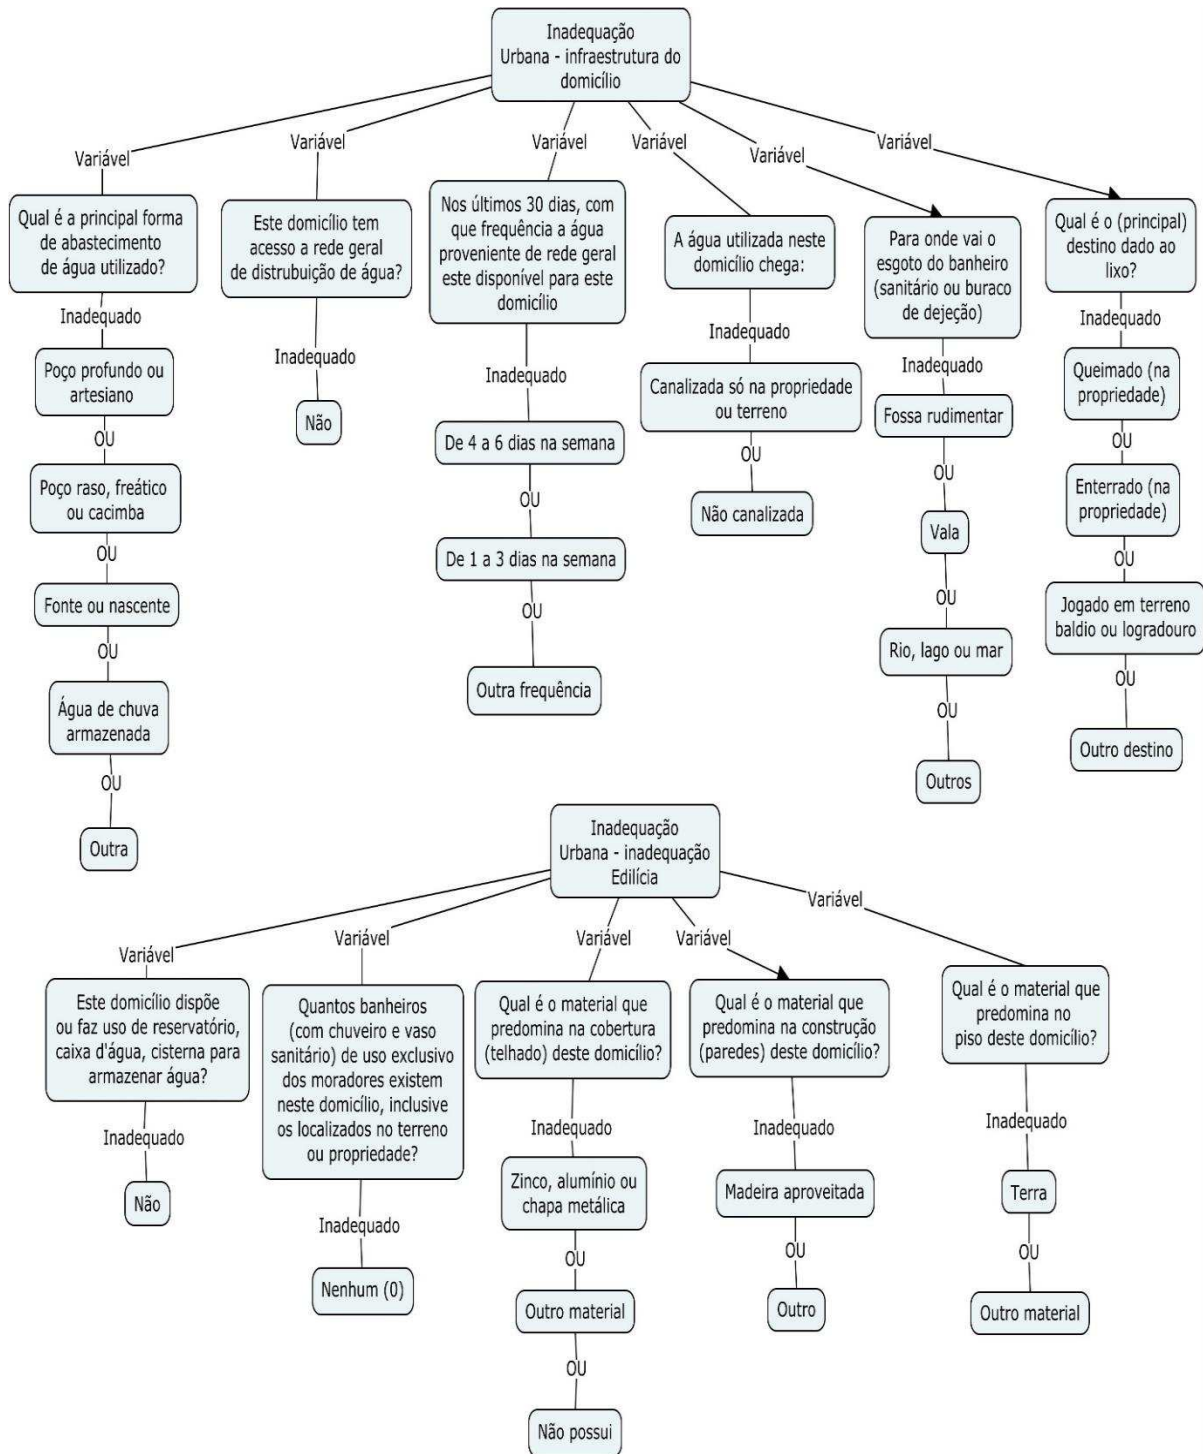 Inadequação
Urbana - infraestrutura do
domicílio
Variável
Variável
Variável
Variável
Variável
Variável
Qual é a principal forma
de abastecimento
de água utilizado?
Inadequado
Poço profundo ou
artesiano
OU
Poço raso, freático
ou cacimba
OU
Fonte ou nascente
OU
Água de chuva
armazenada
OU
Outra
Este domicílio tem
acesso a rede geral
de distrubuição de água?
Inadequado
Não
Nos últimos 30 dias, com
que frequência a água
proveniente de rede geral
este disponível para este
domicílio
Inadequado
De 4 a 6 dias na semana
OU
De 1 a 3 dias na semana
OU
Outra frequência
A água utilizada neste
domicílio chega:
Inadequado
Canalizada só na propriedade
ou terreno
OU
Não canalizada
Para onde vai o
esgoto do banheiro
(sanitário ou buraco
de dejeção)
Inadequado
Fossa rudimentar
OU
Vala
OU
Rio, lago ou mar
OU
Outros
Qual é o (principal)
destino dado ao
lixo?
Inadequado
Queimado (na
propriedade)
OU
Enterrado (na
propriedade)
OU
Jogado em terreno
baldio ou logradouro
OU
Outro destino
Inadequação
Urbana - inadequação
Edilícia
Variável
Variável
Variável
Variável
Variável
Este domicílio dispõe
ou faz uso de reservatório,
caixa d'água, cisterna para
armazenar água?
Inadequado
Não
Quantos banheiros
(com chuveiro e vaso
sanitário) de uso exclusivo
dos moradores existem
neste domicílio, inclusive
os localizados no terreno
ou propriedade?
Inadequado
Nenhum (0)
Qual é o material que
predomina na cobertura
(telhado) deste domicílio?
Inadequado
Zinco, alumínio ou
chapa metálica
OU
Outro material
OU
Não possui
Qual é o material que
predomina na construção
(paredes) deste domicílio?
Inadequado
Madeira aproveitada
OU
Outro
Qual é o material que
predomina no
piso deste domicílio?
Inadequado
Terra
OU
Outro material